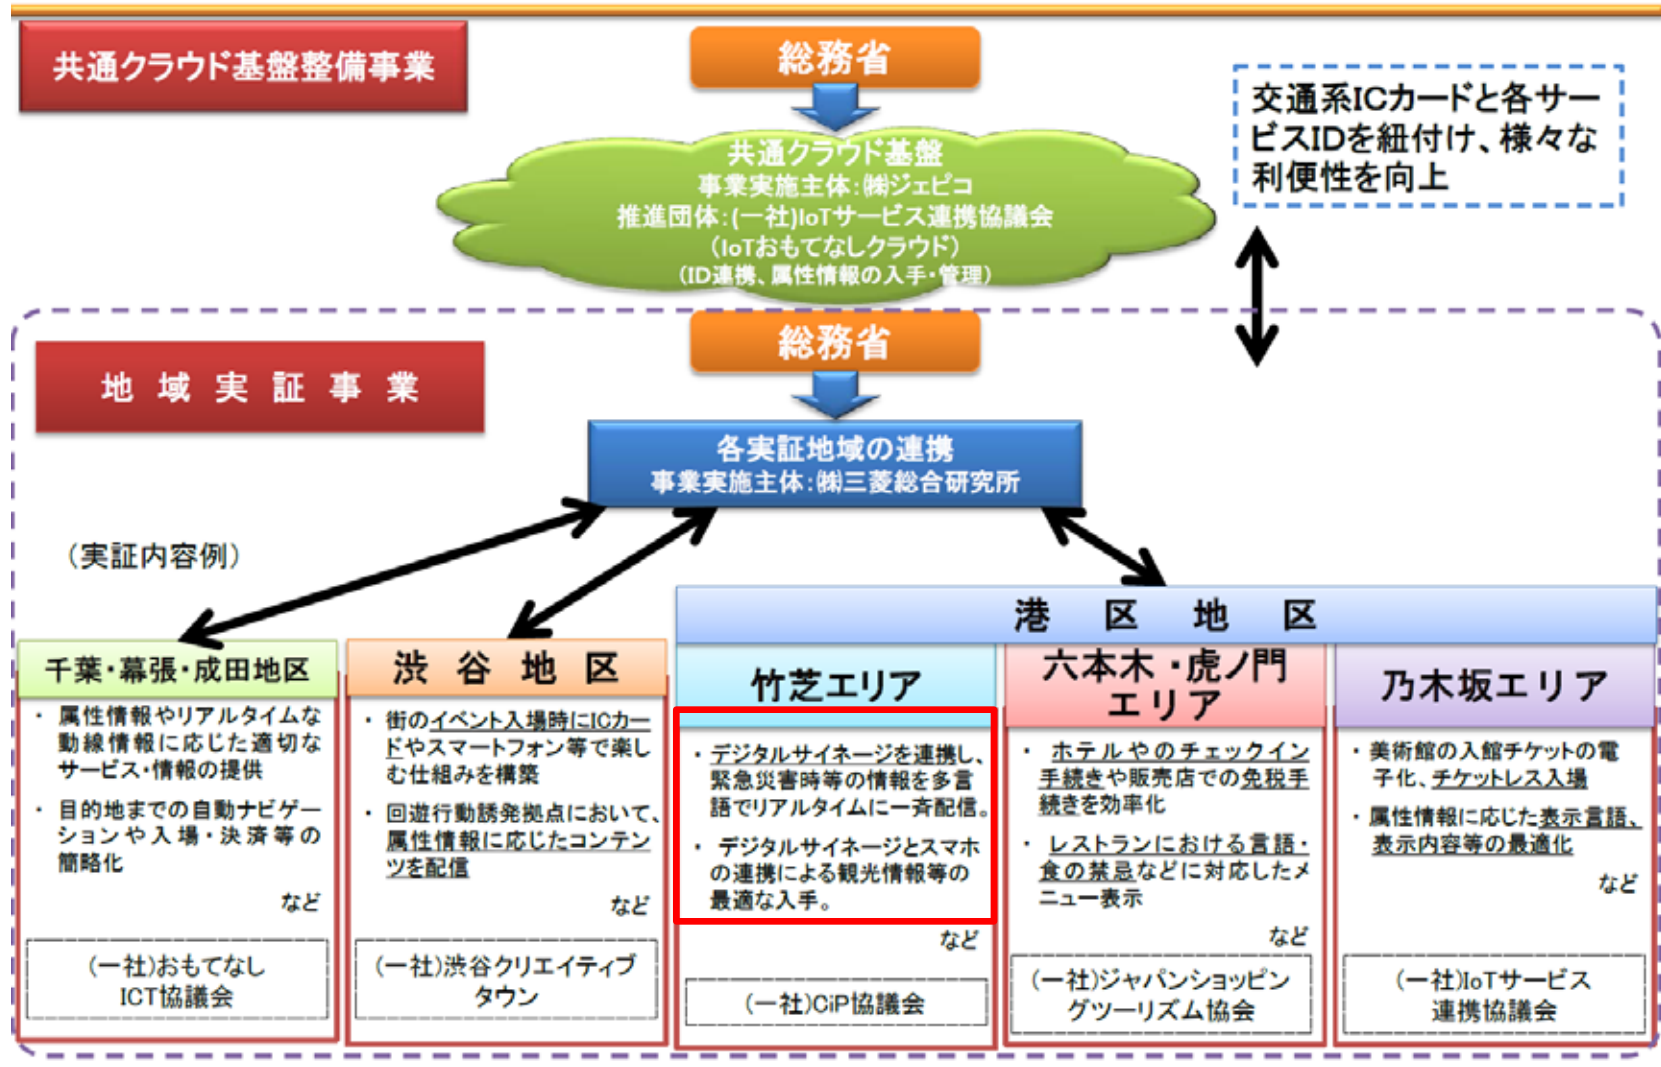 共通クラウド基盤整備事業
総務省
交通系ICカードと各サー
ビスIDを紐付け、様々な
利便性を向上
共通クラウド基盤
事業実施主体：㈱ジェピコ
推進団体：(一社)IoTサービス連携協議会
（IoTおもてなしクラウド）
（ID連携、属性情報の入手・管理）
総務省
地域実証事業
各実証地域の連携
事業実施主体：㈱三菱総合研究所
（実証内容例）
港区地区
千葉・幕張・成田地区
・ 属性情報やリアルタイムな
動線情報に応じた適切な
サービス・情報の提供
・ 目的地までの自動ナビゲー
ションや入場・決済等の
簡略化
など
（一社）おもてなし
ICT協議会
渋谷地区
・ 街のイベント入場時にICカー
ドやスマートフォン等で楽し
む仕組みを構築
・ 回遊行動誘発拠点において、
属性情報に応じたコンテン
ツを配信
など
（一社）渋谷クリエイティブ
タウン
竹芝エリア
・ デジタルサイネージを連携し、
緊急災害時等の情報を多言
語でリアルタイムに一斉配信。
・ デジタルサイネージとスマホ
の連携による観光情報等の
最適な入手。
など
（一社）CiP協議会
六本木・虎ノ門
エリア
・ ホテルやのチェックイン
手続きや販売店での免税手
続きを効率化
・ レストランにおける言語・
食の禁忌などに対応したメ
ニュー表示
など
（一社）ジャパンショッピン
グツーリズム協会
乃木坂エリア
・ 美術館の入館チケットの電
子化、チケットレス入場
・ 属性情報に応じた表示言語、
表示内容等の最適化
など
（一社）IoTサービス
連携協議会